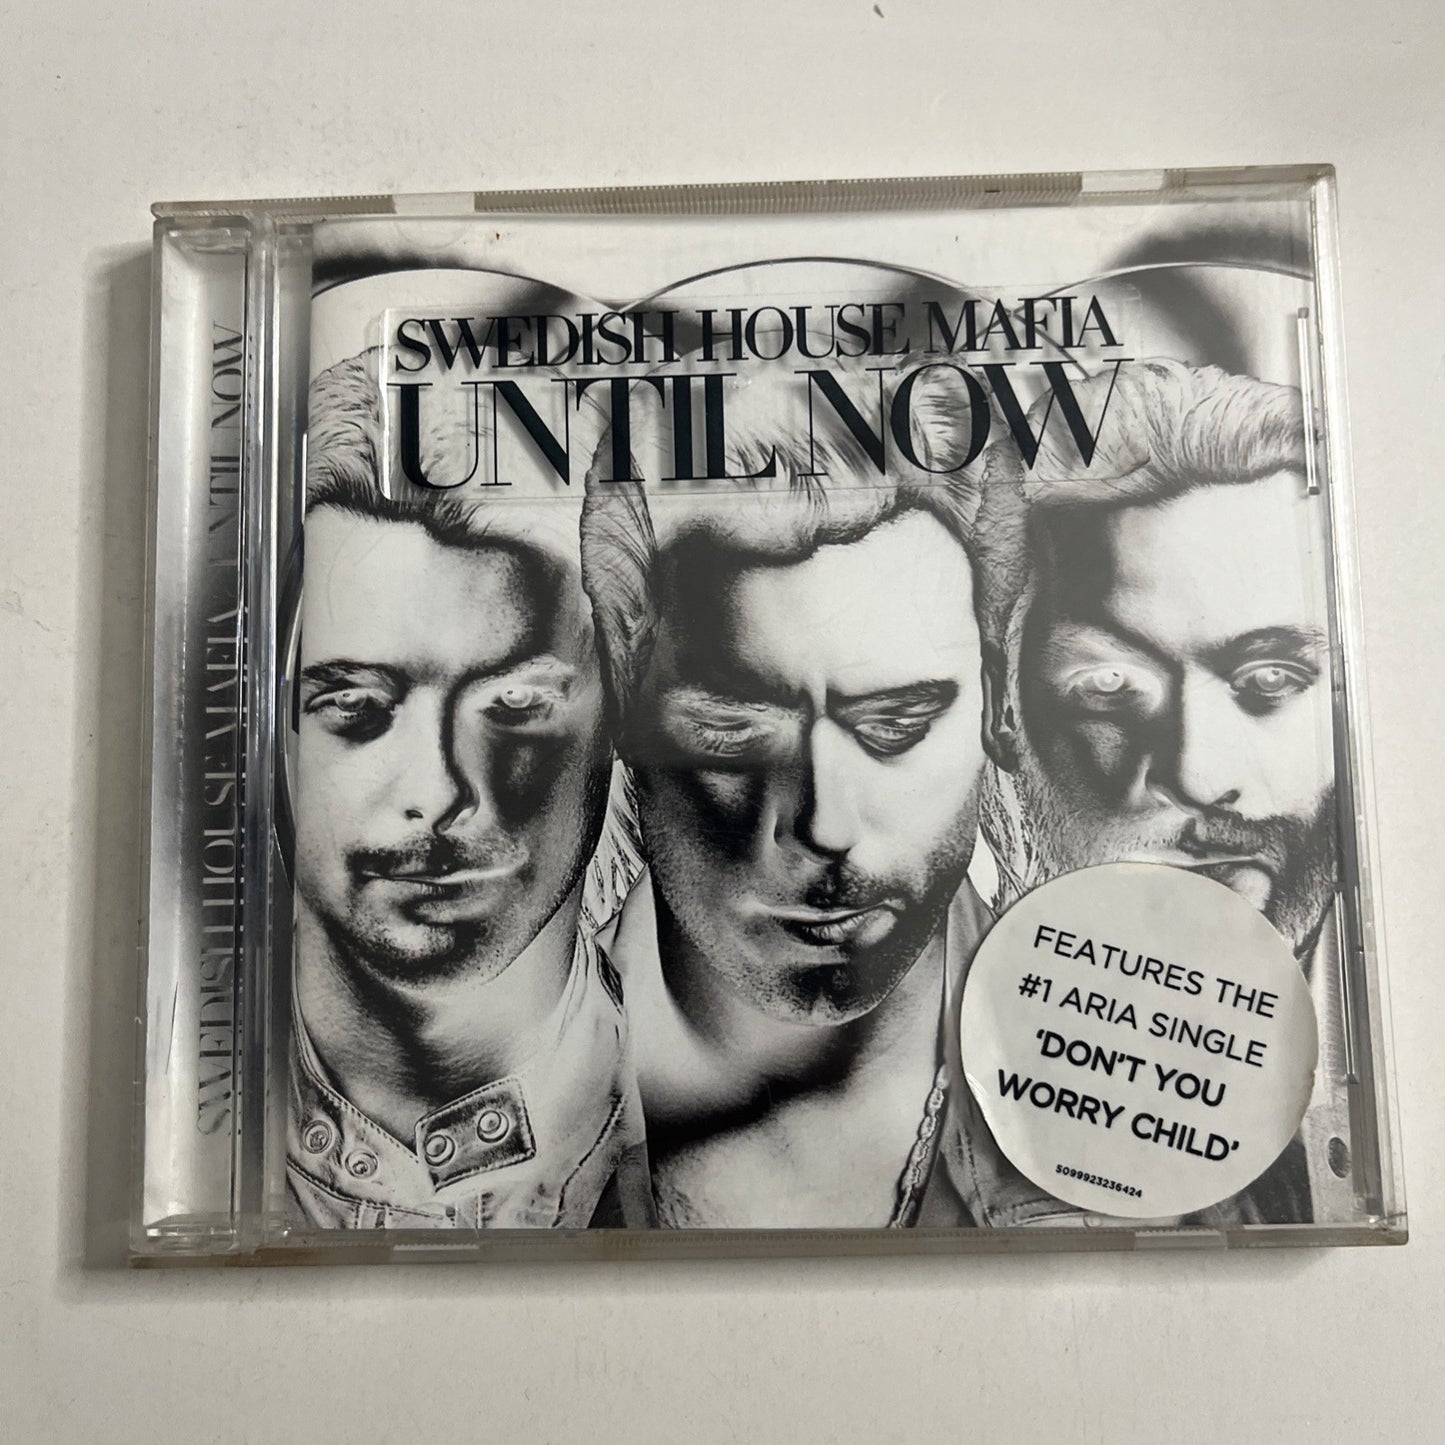 SWEDISH HOUSE MAFIA
UNTIL NOW
SWEDISH HOUSE MAFIA UNTIL NOW
FEATURES THE
#1 ARIA SINGLE
'DON'T YOU
WORRY CHILD'
5099923236424